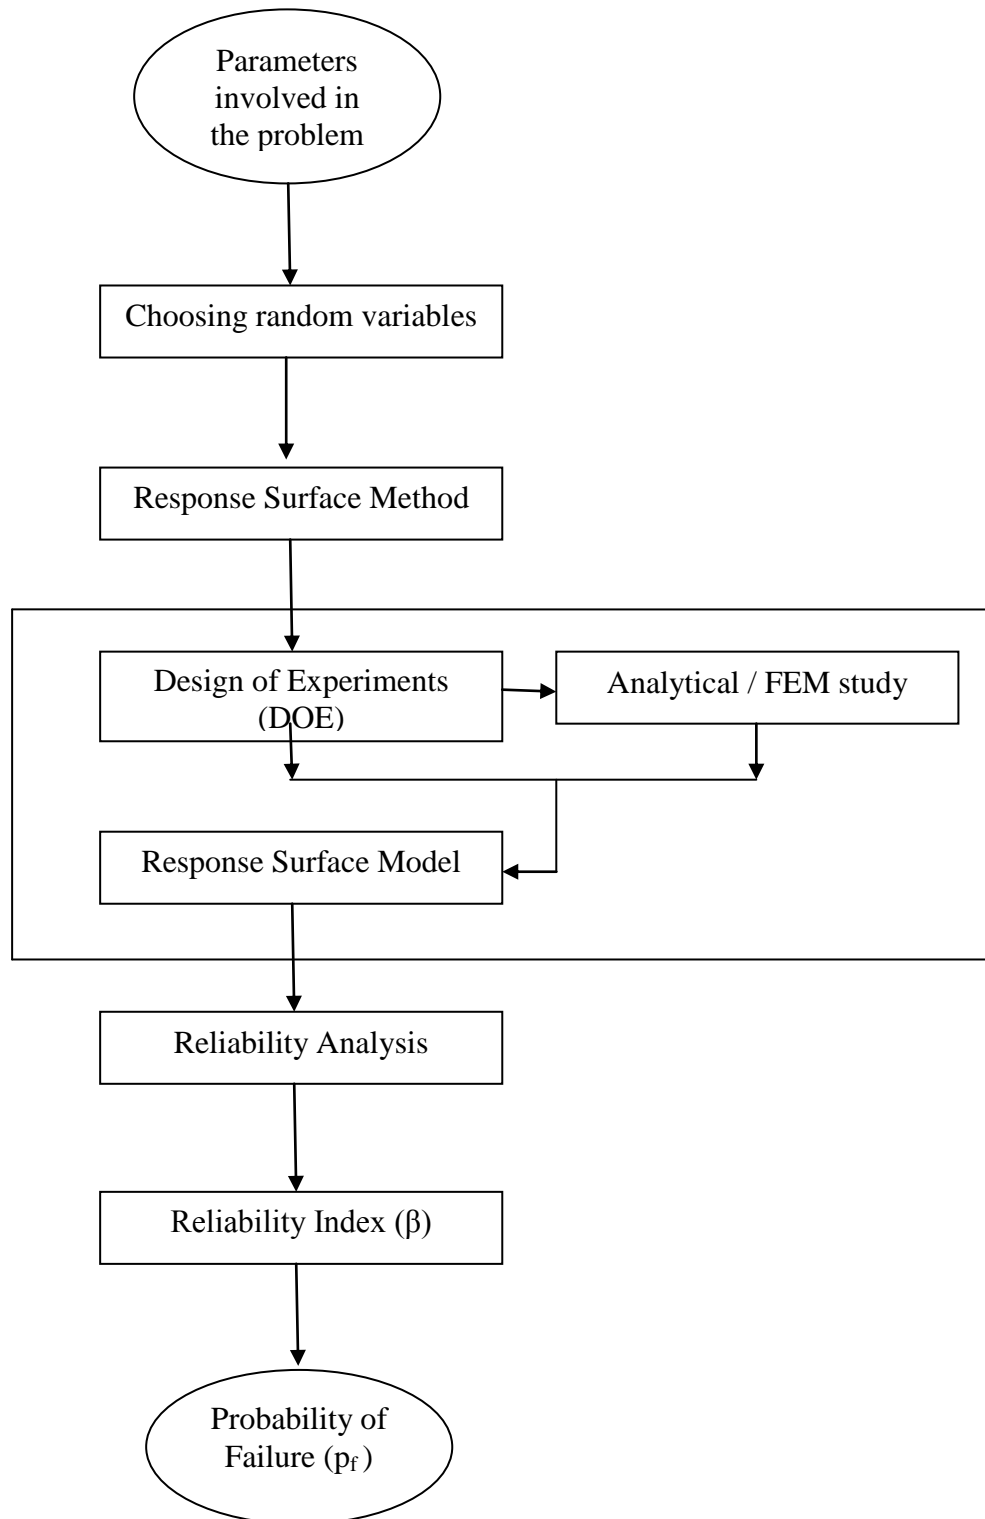 Parameters
involved in
the problem
Choosing random variables
Response Surface Method
Design of Experiments
(DOE)
Analytical / FEM study
Response Surface Model
Reliability Analysis
Reliability Index (β)
Probability of
Failure (pf )